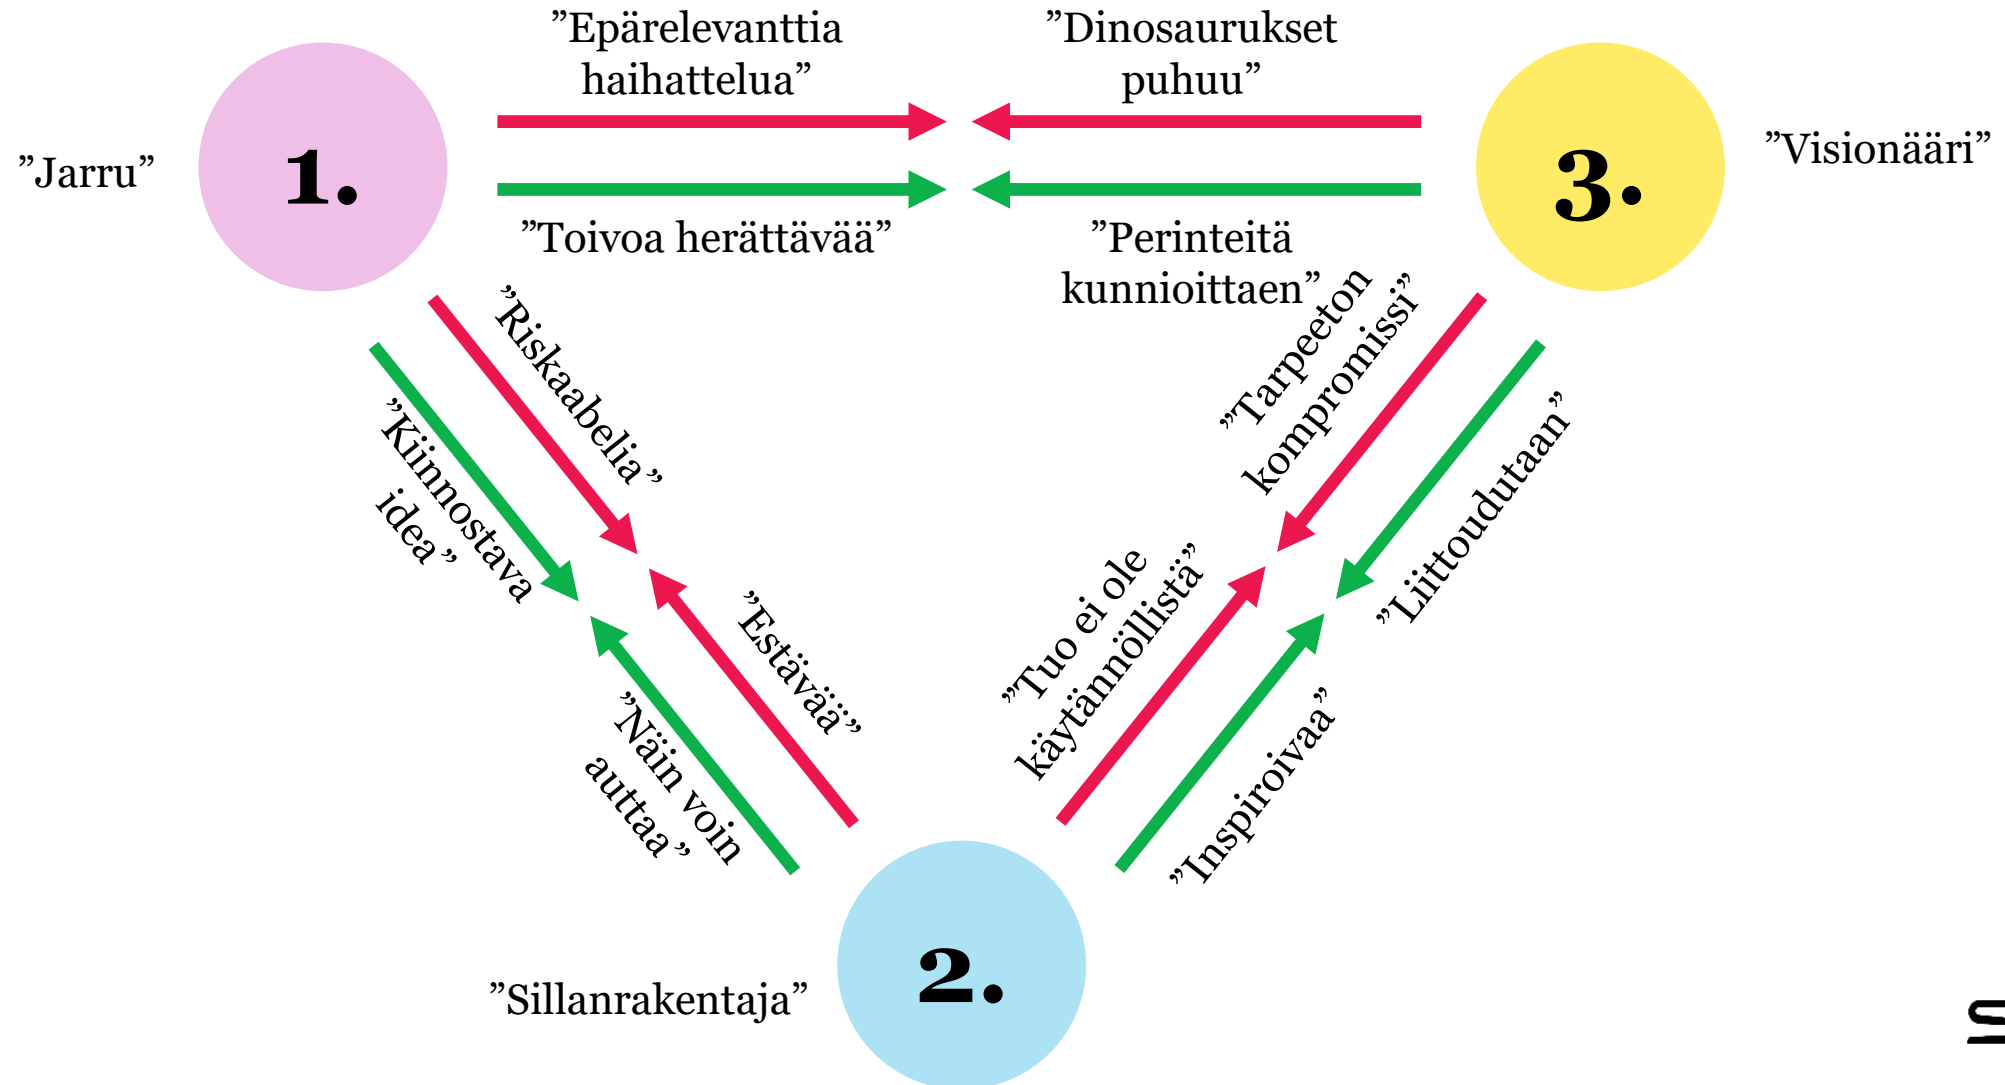 ”Epärelevanttia
haihattelua”
”Dinosaurukset
puhuu”
”Jarru”
1.
3.
”Visionääri”
”Toivoa herättävää”
”Perinteitä
kunnioittaen”
”Riskaabelia”
”Kiinnostava
idea”
”Tarpeeton
kompromissi”
”Liittoudutaan”
”Estävää”
”Näin voin
auttaa”
”Tuo ei ole
käytännöllistä”
”Inspiroivaa”
”Sillanrakentaja”
2.